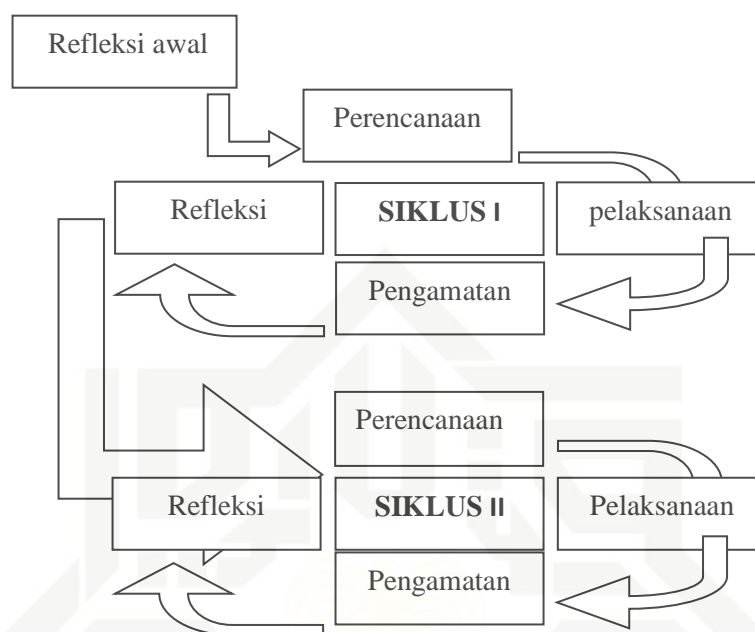 Refleksi awal
Perencanaan
Refleksi
SIKLUS I
pelaksanaan
Pengamatan
Perencanaan
Refleksi
SIKLUS II
Pelaksanaan
Pengamatan